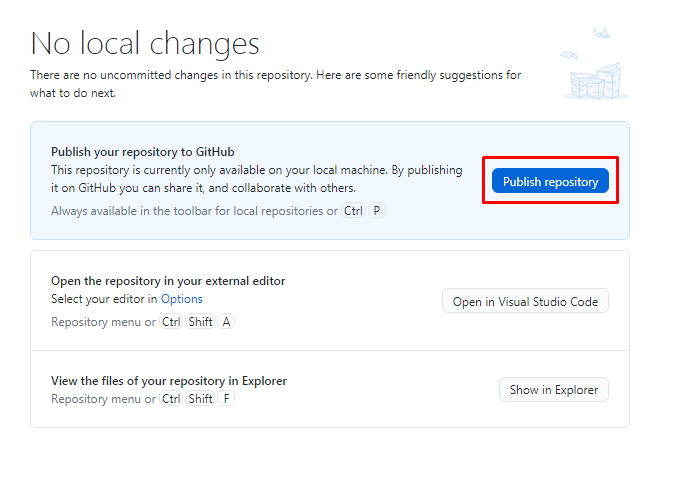 No local changes
There are no uncommitted changes in this repository. Here are some friendly suggestions for
what to do next.
Publish your repository to GitHub
This repository is currently only available on your local machine. By publishing
it on GitHub you can share it, and collaborate with others.
Always available in the toolbar for local repositories or Ctrl P
Publish repository
Open the repository in your external editor
Select your editor in Options
Repository menu or Ctrl Shift A
Open in Visual Studio Code
View the files of your repository in Explorer
Repository menu or Ctrl Shift F
Show in Explorer